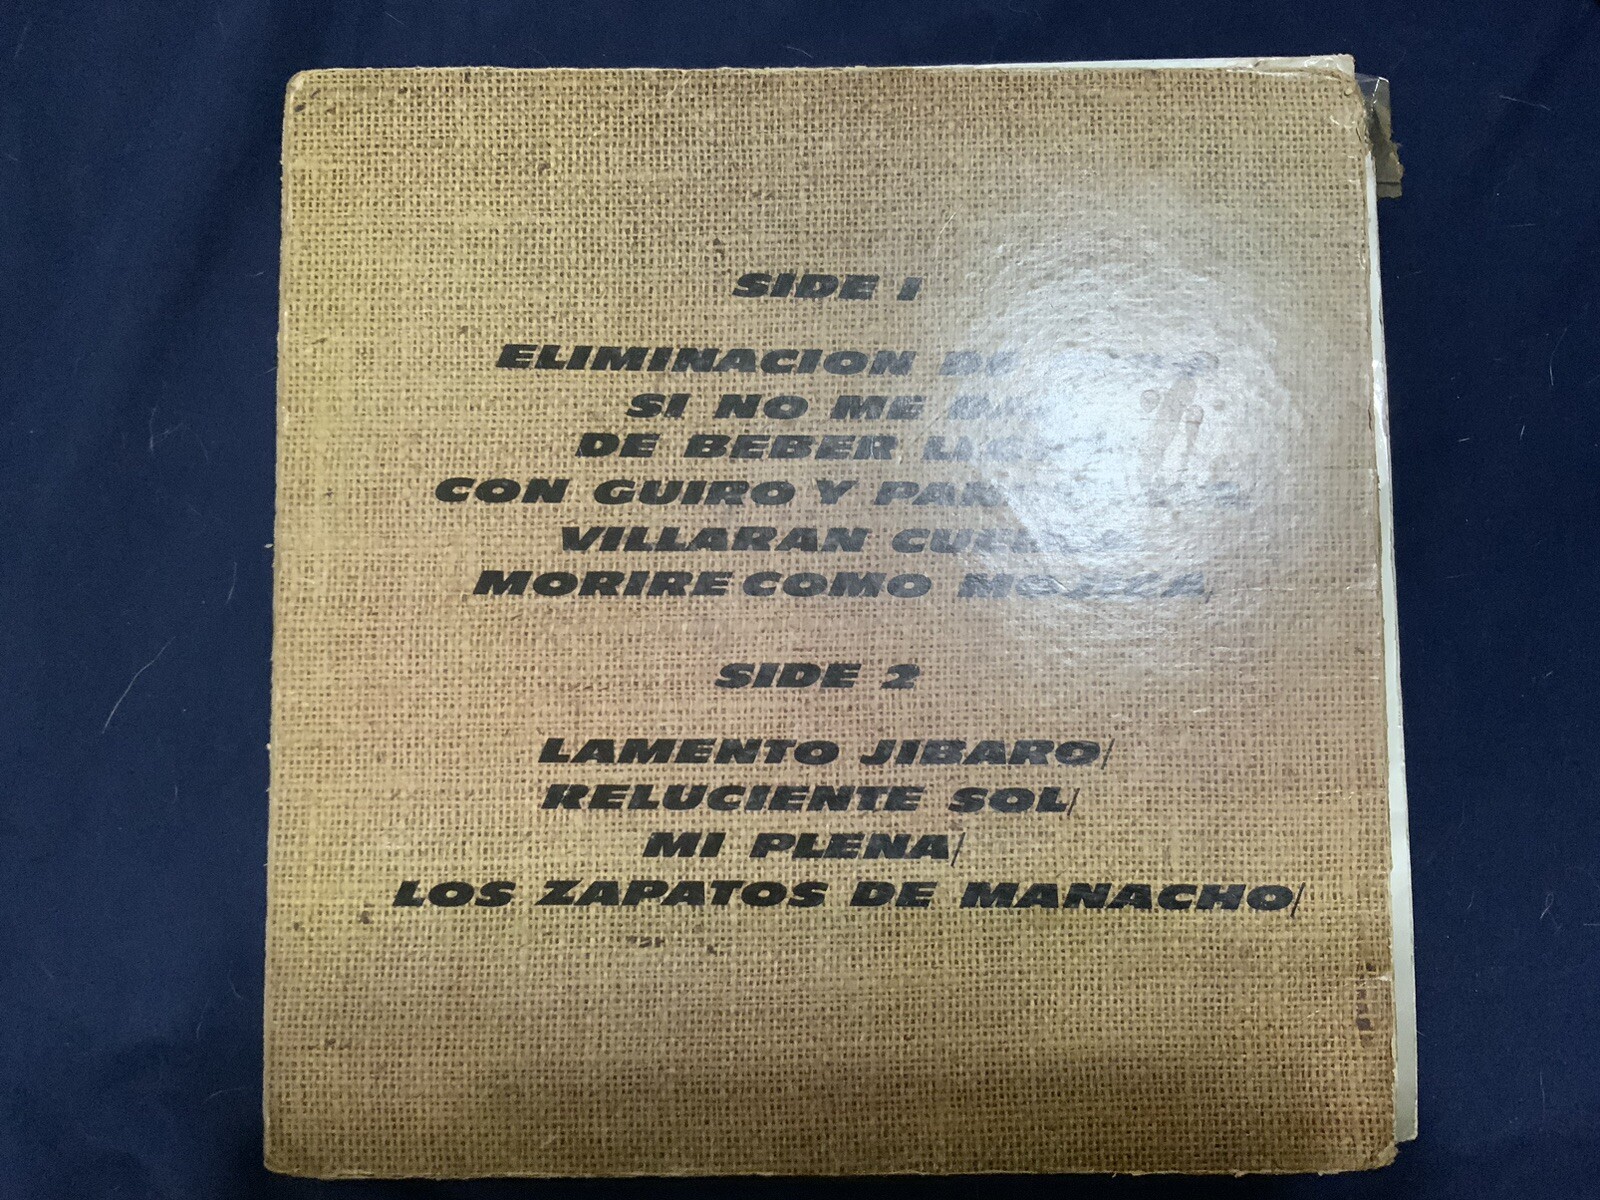 SIDE 1
ELIMINACION DE
SI NO ME
DE BEBER
CON GUIRO Y
VILLARAN
MORIRE COMO
SIDE 2
LAMENTO JIBARO/
RELUCIENTE SOL/
MI PLENA/
LOS ZAPATOS DE MANACHO/